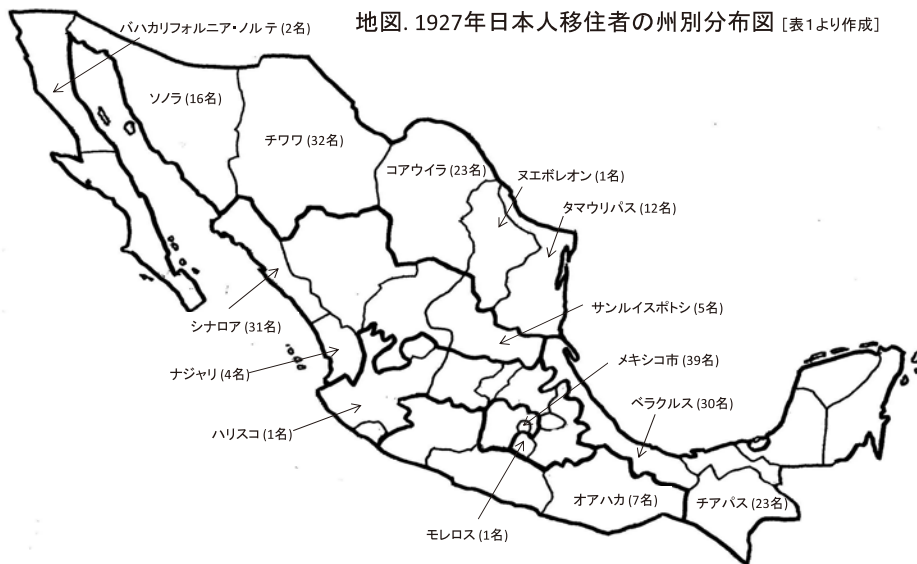 地図. 1927年日本人移住者の州別分布図 [表1より作成]
バハカリフォルニア・ノルテ (2名)
ソノラ (16名)
チワワ (32名)
コアウイラ (23名)
ヌエボレオン (1名)
タマウリパス (12名)
シナロア (31名)
サンルイスポトシ (5名)
ナジャリ (4名)
メキシコ市 (39名)
ベラクルス (30名)
ハリスコ (1名)
オアハカ (7名)
チアパス (23名)
モレロス (1名)